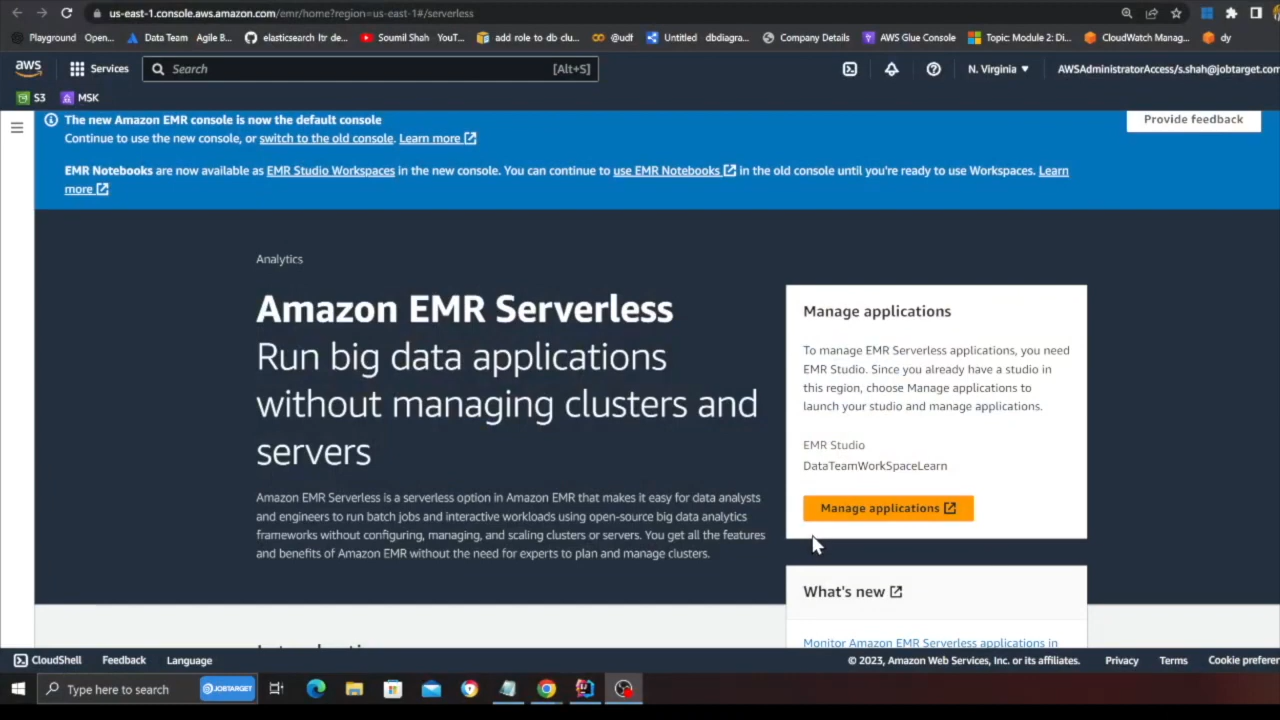 us-east-1.console.aws.amazon.com/emr/home?region=us-east-1#/serverless
Playground Open... Data Team Agile B... elasticsearch ltr de... Soumil Shah YouT... add role to db clu... @udf Untitled dbdiagra... Company Details AWS Glue Console Topic: Module 2: Di... CloudWatch Manag... dy
aws Services Search [Alt+S] N. Virginia AWSAdministratorAccess/s.shah@jobtarget.com
S3 MSK
The new Amazon EMR console is now the default console
Provide feedback
Continue to use the new console, or switch to the old console. Learn more
EMR Notebooks are now available as EMR Studio Workspaces in the new console. You can continue to use EMR Notebooks in the old console until you're ready to use Workspaces. Learn
more
Analytics
Amazon EMR Serverless
Run big data applications
without managing clusters and
servers
Amazon EMR Serverless is a serverless option in Amazon EMR that makes it easy for data analysts
and engineers to run batch jobs and interactive workloads using open-source big data analytics
frameworks without configuring, managing, and scaling clusters or servers. You get all the features
and benefits of Amazon EMR without the need for experts to plan and manage clusters.
Manage applications
To manage EMR Serverless applications, you need
EMR Studio. Since you already have a studio in
this region, choose Manage applications to
launch your studio and manage applications.
EMR Studio
DataTeamWorkSpaceLearn
Manage applications
What's new
Monitor Amazon EMR Serverless applications in
CloudShell Feedback Language © 2023, Amazon Web Services, Inc. or its affiliates. Privacy Terms Cookie prefere
Type here to search JOBTARGET